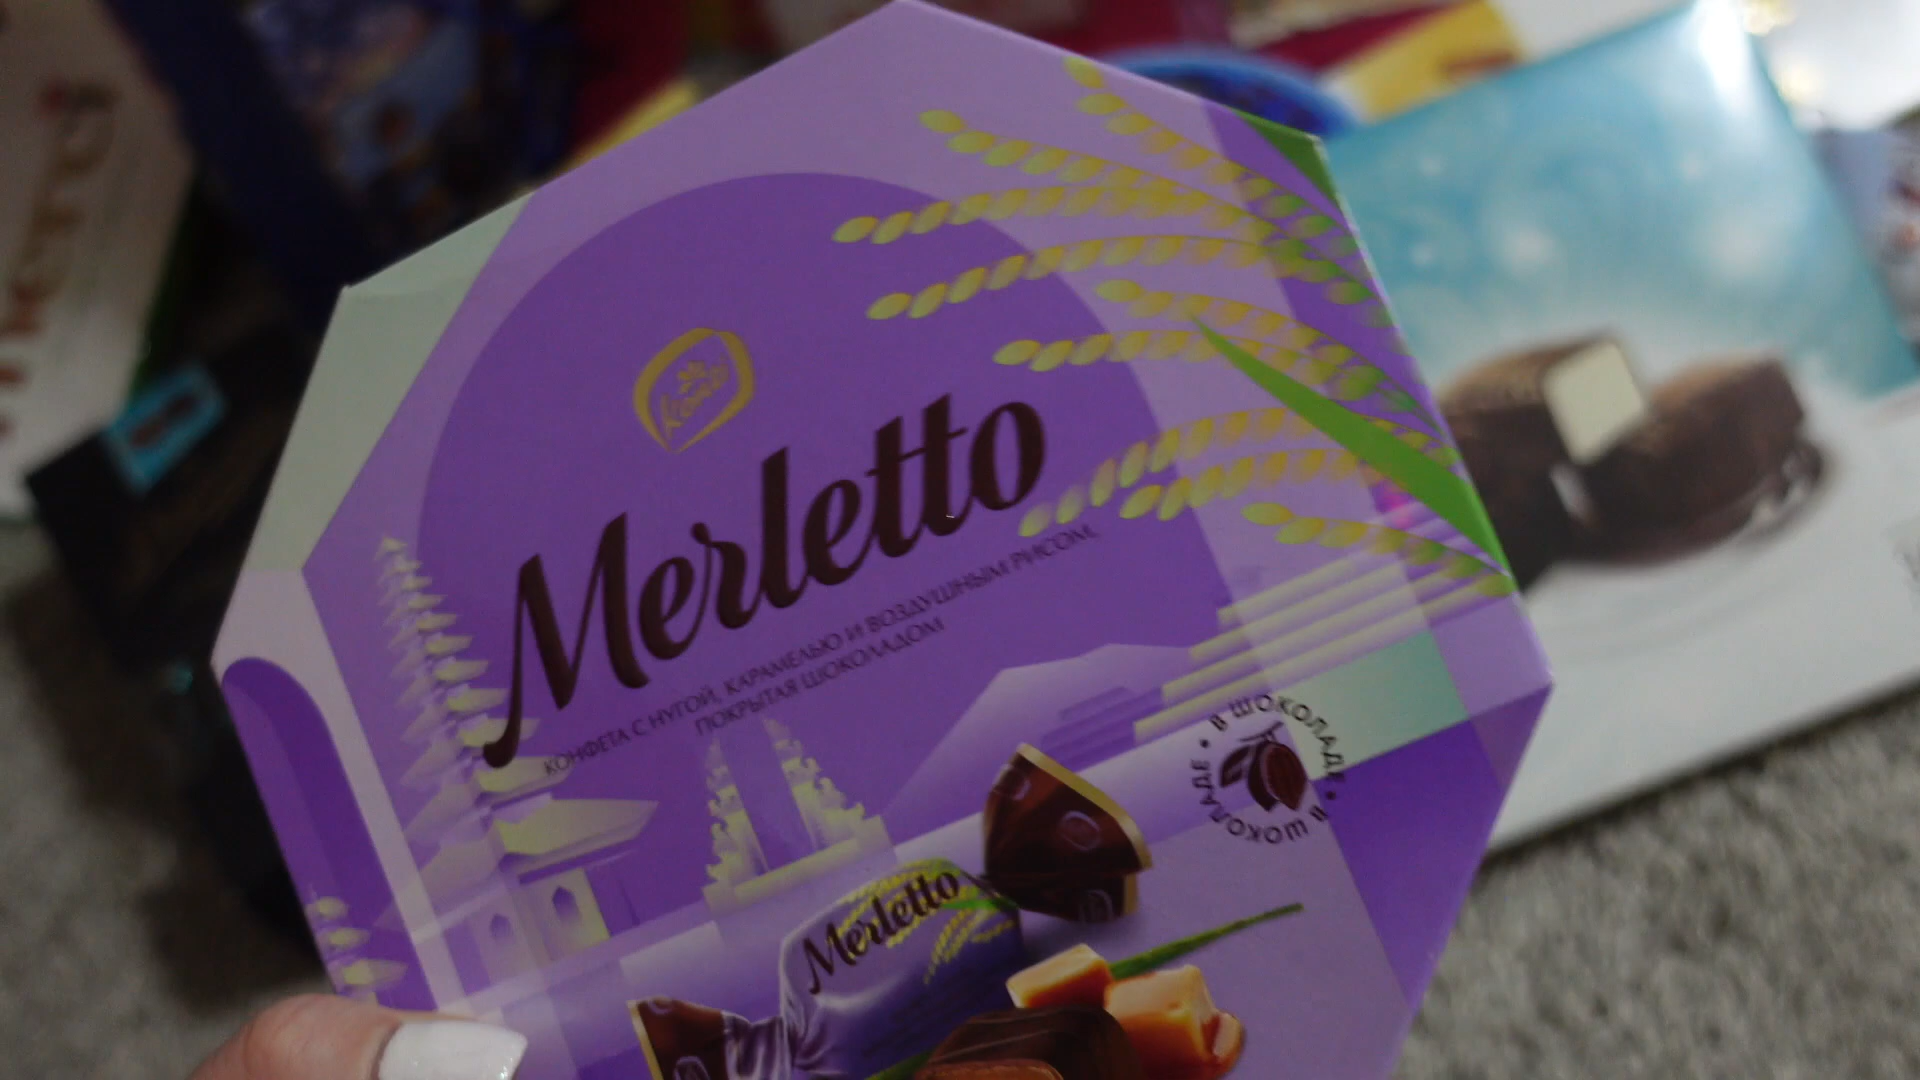 Merletto
КОНФЕТА С НУГОЙ, КАРАМЕЛЬЮ И ВОЗДУШНЫМ РИСОМ,
ПОКРЫТАЯ ШОКОЛАДОМ
В ШОКОЛАДЕ • В ШОКОЛАДЕ •
Merletto